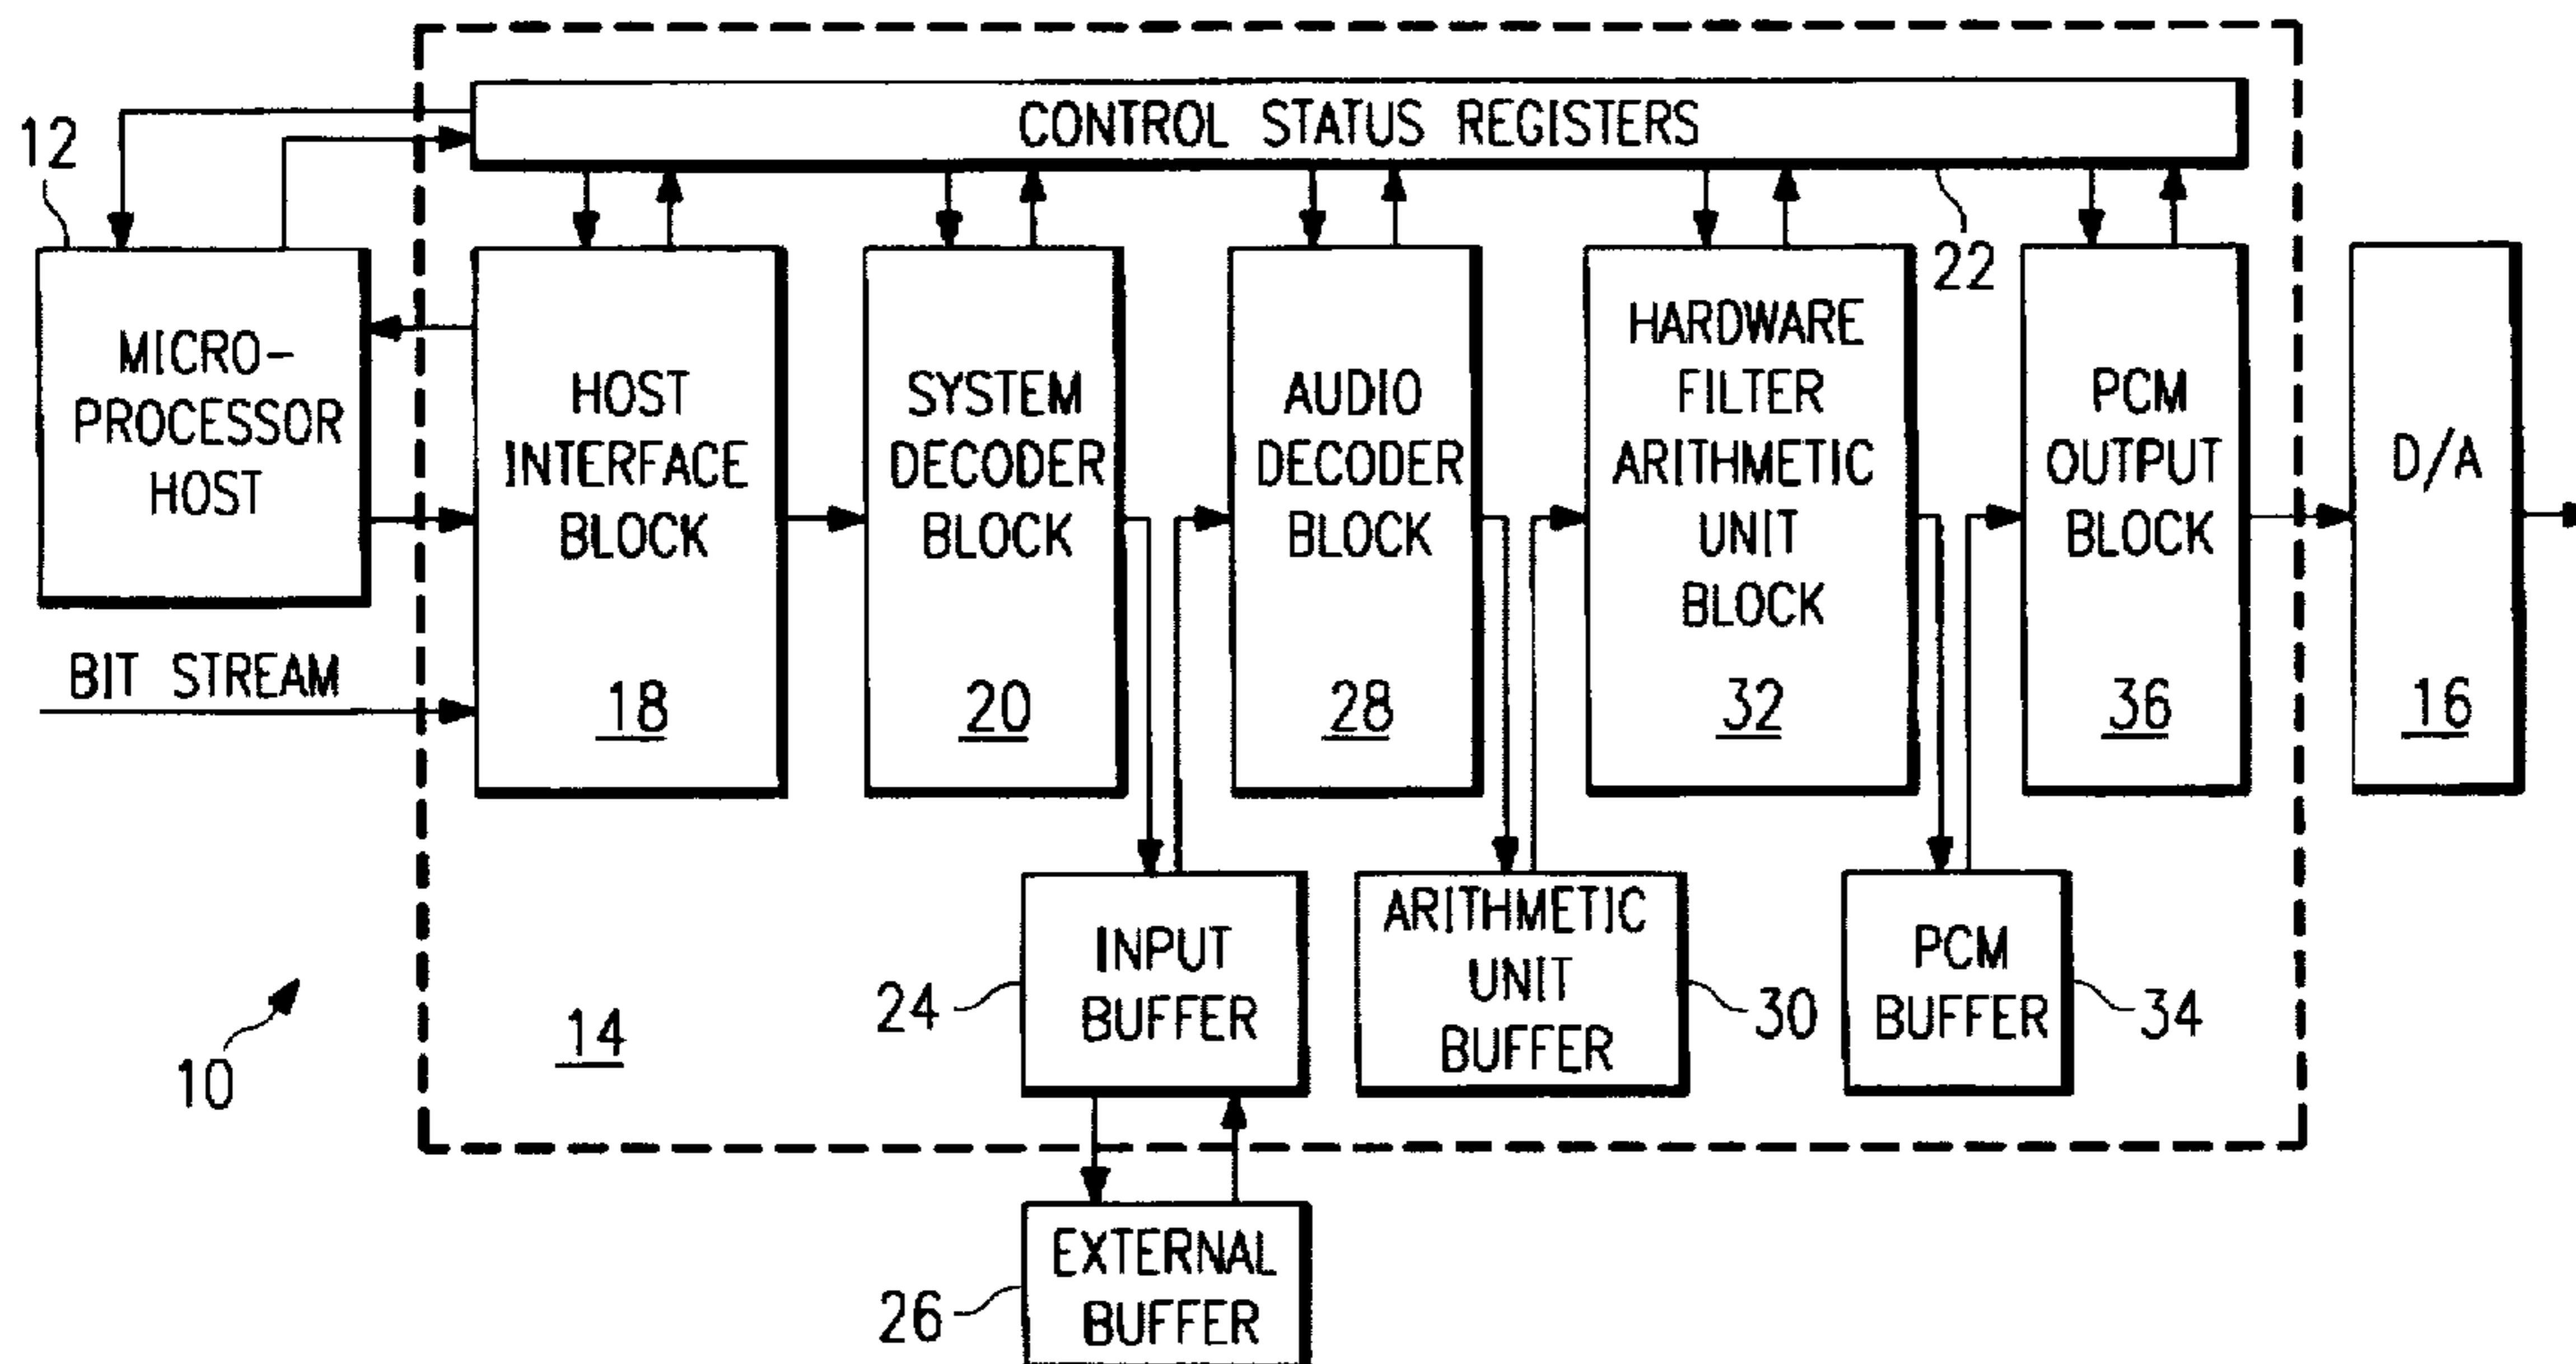 CONTROL STATUS REGISTERS
12
22
MICRO-
PROCESSOR
HOST
BIT STREAM
HOST
INTERFACE
BLOCK
18
SYSTEM
DECODER
BLOCK
20
AUDIO
DECODER
BLOCK
28
HARDWARE
FILTER
ARITHMETIC
UNIT
BLOCK
32
PCM
OUTPUT
BLOCK
36
D/A
16
10
14
24
INPUT
BUFFER
ARITHMETIC
UNIT
BUFFER
30
PCM
BUFFER
34
26
EXTERNAL
BUFFER